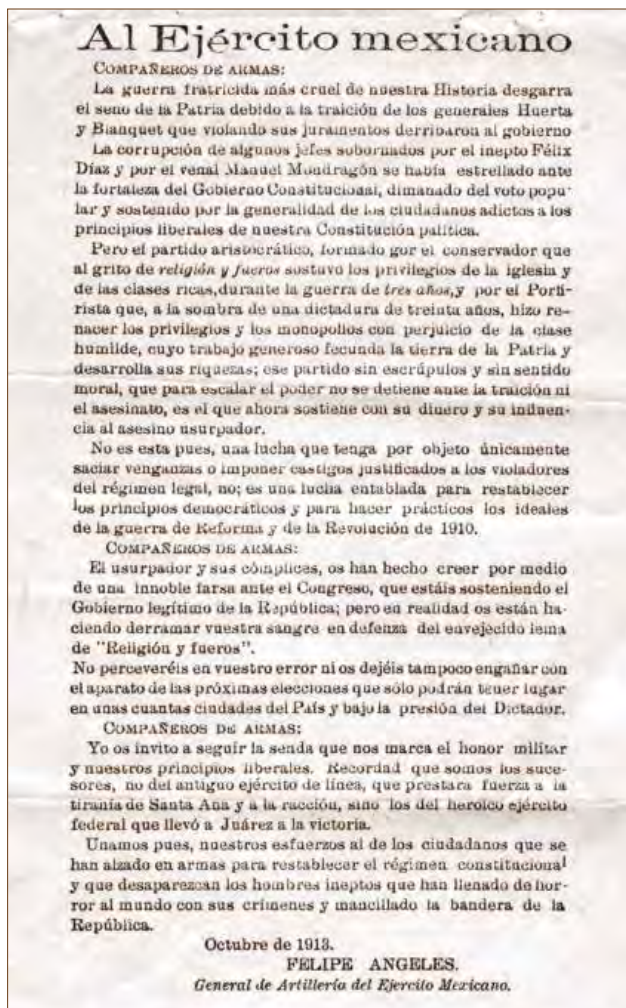 Al Ejército mexicano
COMPAÑEROS DE ARMAS:
La guerra fratricida más cruel de nuestra Historia desgarra
el seno de la Patria debido a la traición de los generales Huerta
y Blanquet que violando sus juramentos derribaron al gobierno
La corrupción de algunos jefes sobornados por el inepto Félix
Díaz y por el venal Manuel Mondragón se había estrellado ante
la fortaleza del Gobierno Constitucional, dimanado del voto popu-
lar y sostenido por la generalidad de los ciudadanos adictos a los
principios liberales de nuestra Constitución política.
Pero el partido aristocrático, formado gor el conservador que
al grito de religión y fueros sostuvo los privilegios de la iglesia y
de las clases ricas, durante la guerra de tres años, y por el Porfi-
rista que, a la sombra de una dictadura de treinta años, hizo re-
nacer los privilegios y los monopolios con perjuicio de la clase
humilde, cuyo trabajo generoso fecunda la tierra de la Patria y
desarrolla sus riquezas; ese partido sin escrúpulos y sin sentido
moral, que para escalar el poder no se detiene ante la traición ni
el asesinato, es el que ahora sostiene con su dinero y su influen-
cia al asesino usurpador.
No es esta pues, una lucha que tenga por objeto únicamente
saciar venganzas o imponer castigos justificados a los violadores
del régimen legal, no; es una lucha entablada para restablecer
los principios democráticos y para hacer prácticos los ideales
de la guerra de Reforma y de la Revolución de 1910.
COMPAÑEROS DE ARMAS:
El usurpador y sus cómplices, os han hecho creer por medio
de una innoble farsa ante el Congreso, que estáis sosteniendo el
Gobierno legítimo de la República; pero en realidad os están ha-
ciendo derramar vuestra sangre en defenza del envejecido lema
de "Religión y fueros".
No perceveréis en vuestro error ni os dejéis tampoco engañar con
el aparato de las próximas elecciones que sólo podrán tener lugar
en unas cuantas ciudades del País y bajo la presión del Dictador.
COMPAÑEROS DE ARMAS:
Yo os invito a seguir la senda que nos marca el honor militar
y nuestros principios liberales. Recordad que somos los suce-
sores, no del antiguo ejército de línea, que prestara fuerza a la
tiranía de Santa Ana y a la racción, sino los del heroico ejército
federal que llevó a Juárez a la victoria.
Unamos pues, nuestros esfuerzos al de los ciudadanos que se
han alzado en armas para restablecer el régimen constitucional
y que desaparezcan los hombres ineptos que han llenado de hor-
ror al mundo con sus crímenes y mancillado la bandera de la
República.
Octubre de 1913.
FELIPE ANGELES.
General de Artillería del Ejercito Mexicano.